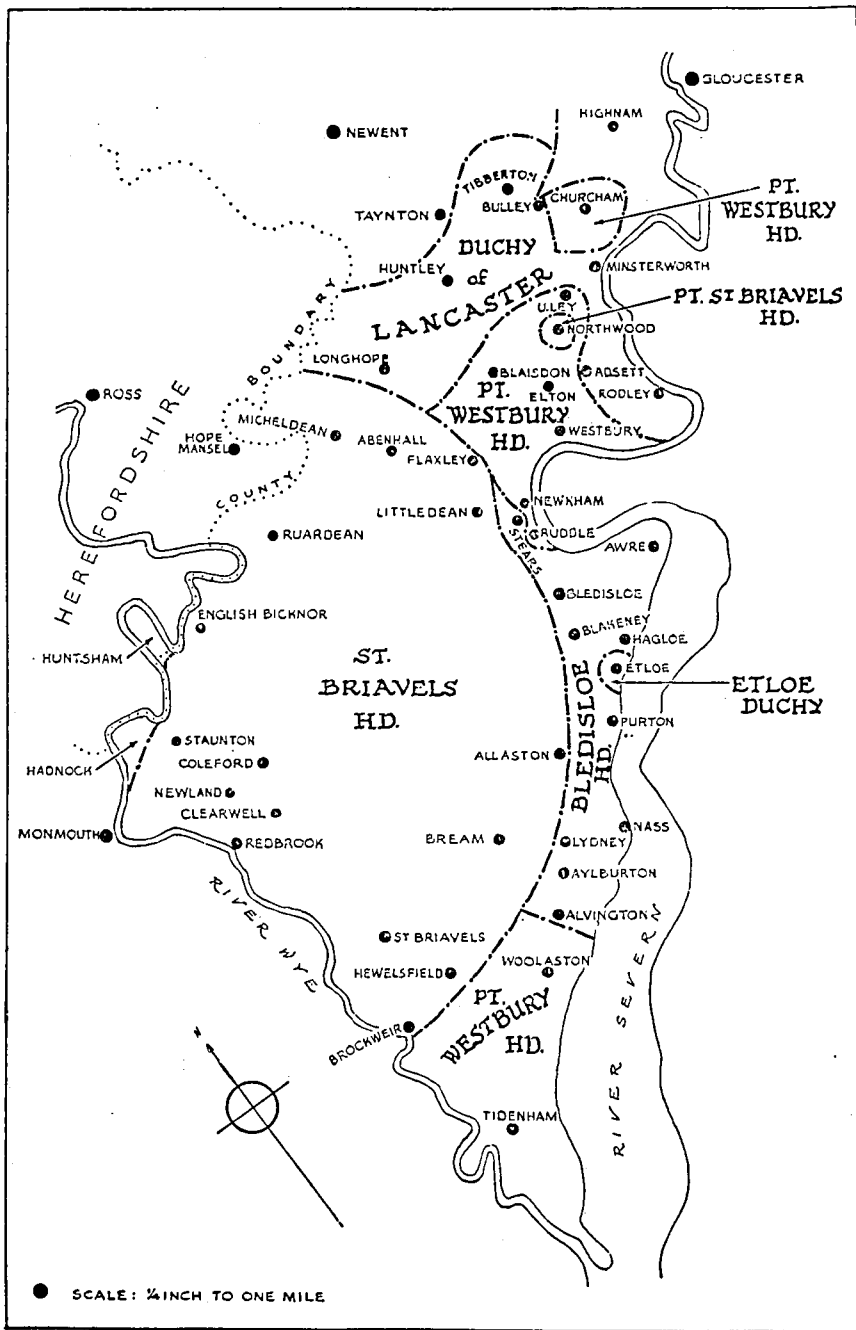 GLOUCESTER
HIGHNAM
NEWENT
TIBBERTON
BULLEY
CHURCHAM
PT.
WESTBURY
HD.
TAYNTON
DUCHY
of
LANCASTER
HUNTLEY
MINSTERWORTH
ULEY
PT. ST BRIAVELS
HD.
NORTHWOOD
BOUNDARY
LONGHOPE
BLAISDON
ADSETT
ELTON
RODLEY
PT.
WESTBURY
HD.
WESTBURY
ROSS
HEREFORDSHIRE
MICHELDEAN
HOPE
MANSEL
ABENHALL
FLAXLEY
COUNTY
LITTLEDEAN
NEWKHAM
STEARS
RUDDLE
AWRE
RUARDEAN
BLEDISLOE
ENGLISH BICKNOR
BLAKENEY
HAGLOE
HUNTSHAM
ST.
BRIAVELS
HD.
ETLOE
ETLOE
DUCHY
BLEDISLOE
HD.
PURTON
STAUNTON
COLEFORD
HADNOCK
ALLASTON
NEWLAND
CLEARWELL
MONMOUTH
REDBROOK
BREAM
NASS
LYDNEY
AYLBURTON
RIVER WYE
ALVINGTON
ST BRIAVELS
HEWELSFIELD
WOOLASTON
PT.
WESTBURY
HD.
RIVER SEVERN
BROCKWEIR
N
TIDENHAM
SCALE: ¼ INCH TO ONE MILE